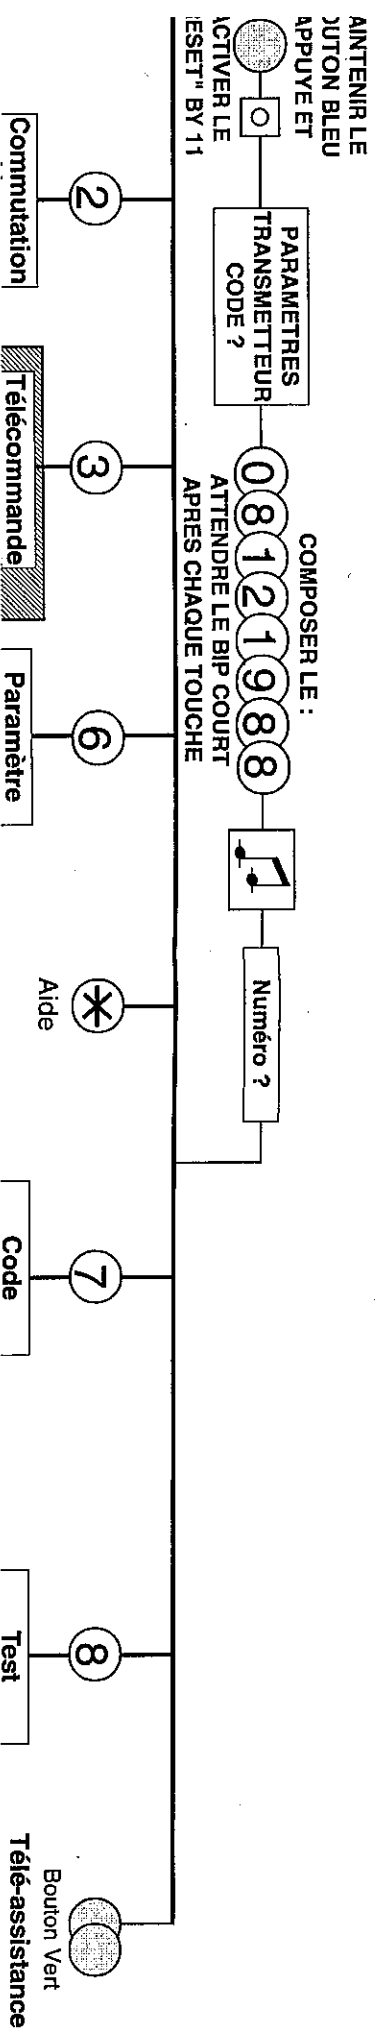 AINTENIR LE
OUTON BLEU
APPUYE ET
ACTIVER LE
ESET" BY 11
PARAMETRES
TRANSMETTEUR
CODE ?
COMPOSER LE :
0 8 1 2 1 9 8 8
ATTENDRE LE BIP COURT
APRES CHAQUE TOUCHE
Numéro ?
2
Commutation
3
Télécommande
6
Paramètre
*
Aide
7
Code
8
Test
Bouton Vert
Télé-assistance